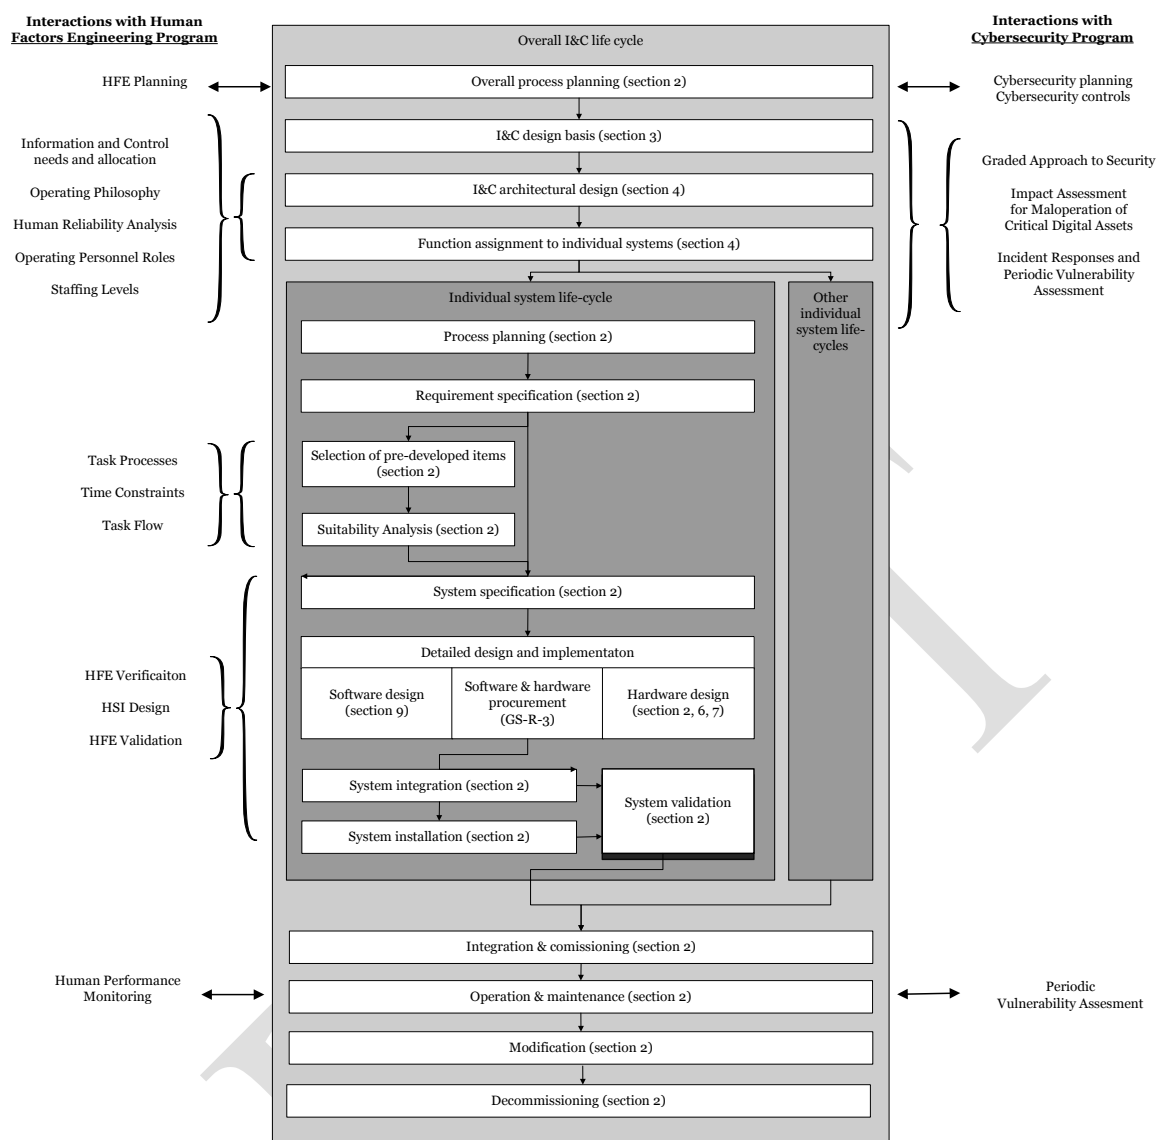 Interactions with Human
Factors Engineering Program
HFE Planning
Information and Control
needs and allocation
Operating Philosophy
Human Reliability Analysis
Operating Personnel Roles
Staffing Levels
Task Processes
Time Constraints
Task Flow
HFE Verificaiton
HSI Design
HFE Validation
Human Performance
Monitoring
Overall I&C life cycle
Overall process planning (section 2)
I&C design basis (section 3)
I&C architectural design (section 4)
Function assignment to individual systems (section 4)
Individual system life-cycle
Process planning (section 2)
Requirement specification (section 2)
Selection of pre-developed items
(section 2)
Suitability Analysis (section 2)
System specification (section 2)
Detailed design and implementaton
Software design
(section 9)
Software & hardware
procurement
(GS-R-3)
Hardware design
(section 2, 6, 7)
System integration (section 2)
System installation (section 2)
System validation
(section 2)
Other
individual
system life-
cycles
Integration & comissioning (section 2)
Operation & maintenance (section 2)
Modification (section 2)
Decommissioning (section 2)
Interactions with
Cybersecurity Program
Cybersecurity planning
Cybersecurity controls
Graded Approach to Security
Impact Assessment
for Maloperation of
Critical Digital Assets
Incident Responses and
Periodic Vulnerability
Assessment
Periodic
Vulnerability Assesment